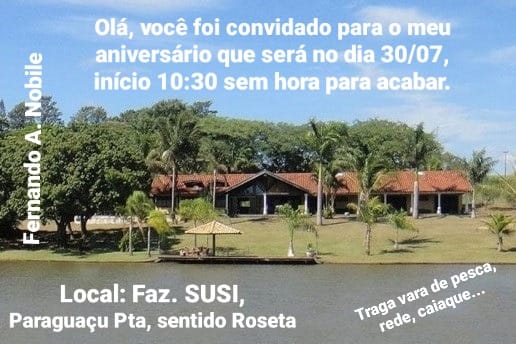 Olá, você foi convidado para o meu
aniversário que será no dia 30/07,
início 10:30 sem hora para acabar.
Fernando A. Nobile
Local: Faz. SUSI,
Paraguaçu Pta, sentido Roseta
Traga vara de pesca,
rede, caiaque...